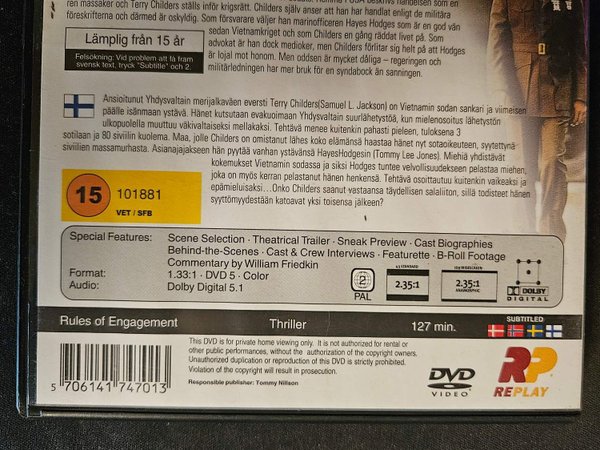 ren massaker och Terry Childers ställs inför krigsrätt. Childers
föreskrifterna och därmed är oskyldig. Som försvarare väljer han marinofficeren Hayes Hodges som är en god vän
sedan Vietnamkriget och som Childers en gång räddat livet på. Som
advokat är han dock medioker, men Childers förlitar sig helt på att Hodges
är lojal mot honom. Men oddsen är mycket dåliga – regeringen och
militärledningen har mer bruk för en syndabock än sanningen.
Lämplig från 15 år
Felsökning: Vid problem att få fram
svensk text, tryck "Subtitle" och 2.
Ansioitunut Yhdysvaltain merijalkaväen eversti Terry Childers(Samuel L. Jackson) on Vietnamin sodan sankari ja viimeisen
päälle isänmaan ystävä. Hänet kutsutaan evakuoimaan Yhdysvaltain suurlähetystöä, kun mielenosoitus lähetystön
ulkopuolella muuttuu väkivaltaiseksi mellakaksi. Tehtävä menee kuitenkin pahasti pieleen, tuloksena 3
sotilaan ja 80 siviilin kuolema. Maa, jolle Childers on omistanut lähes koko elämänsä haastaa hänet nyt sotaoikeuteen, syytettynä
siviilien massamurhasta. Asianajajakseen hän pyytää vanhan ystävänsä HayesHodgesin (Tommy Lee Jones). Miehiä yhdistävät
kokemukset Vietnamin sodassa ja siksi Hodges tuntee velvollisuudekseen pelastaa miehen,
joka on myös kerran pelastanut hänen henkensä. Tehtävä osoittautuu kuitenkin vaikeaksi ja
epämieluisaksi...Onko Childers saanut vastaansa täydellisen salaliiton, sillä todisteet hänen
syyttömyydestään katoavat yksi toisensa jälkeen?
15 101881
VET / SFB
Special Features: Scene Selection · Theatrical Trailer · Sneak Preview · Cast Biographies
Behind-the-Scenes · Cast & Crew Interviews · Featurette · B-Roll Footage
Commentary by William Friedkin
Format: 1.33:1 · DVD 5 · Color
Audio: Dolby Digital 5.1
2
PAL
2.35:1
2.35:1
ANAMORPHIC
DOLBY
DIGITAL
Rules of Engagement Thriller 127 min. SUBTITLED
5 706141 747013
This DVD is for private home viewing only. It is not authorized for rental or
other public performances, without the authorization of the copyright owners.
Unauthorized duplication or reproduction of this DVD is strictly prohibited.
Violation of the copyright will result in prosecution.
Responsible publisher: Tommy Nillson
DVD
VIDEO
RP
REPLAY